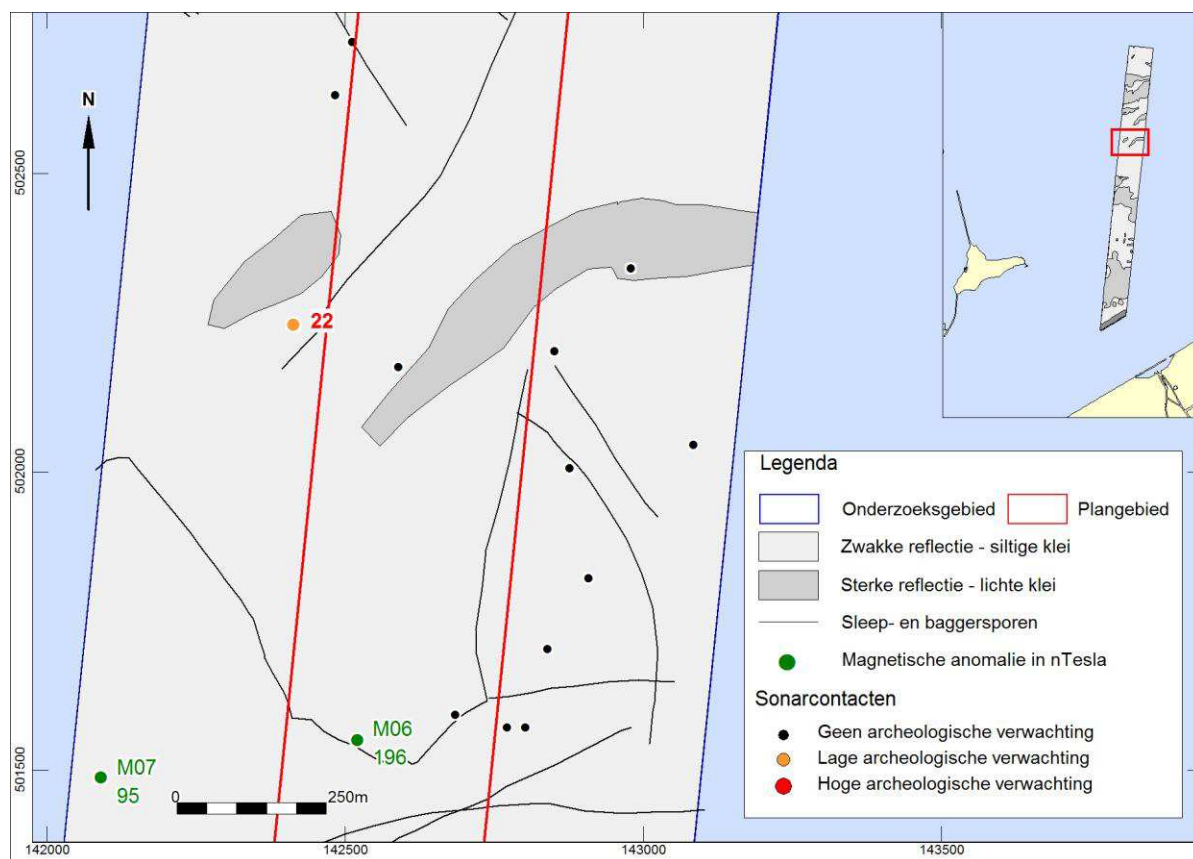 N
502500
502000
501500
22
M06
196
M07
95
0 250m
142000 142500 143000 143500
Legenda
Onderzoeksgebied Plangebied
Zwakke reflectie - siltige klei
Sterke reflectie - lichte klei
Sleep- en baggersporen
Magnetische anomalie in nTesla
Sonarcontacten
Geen archeologische verwachting
Lage archeologische verwachting
Hoge archeologische verwachting